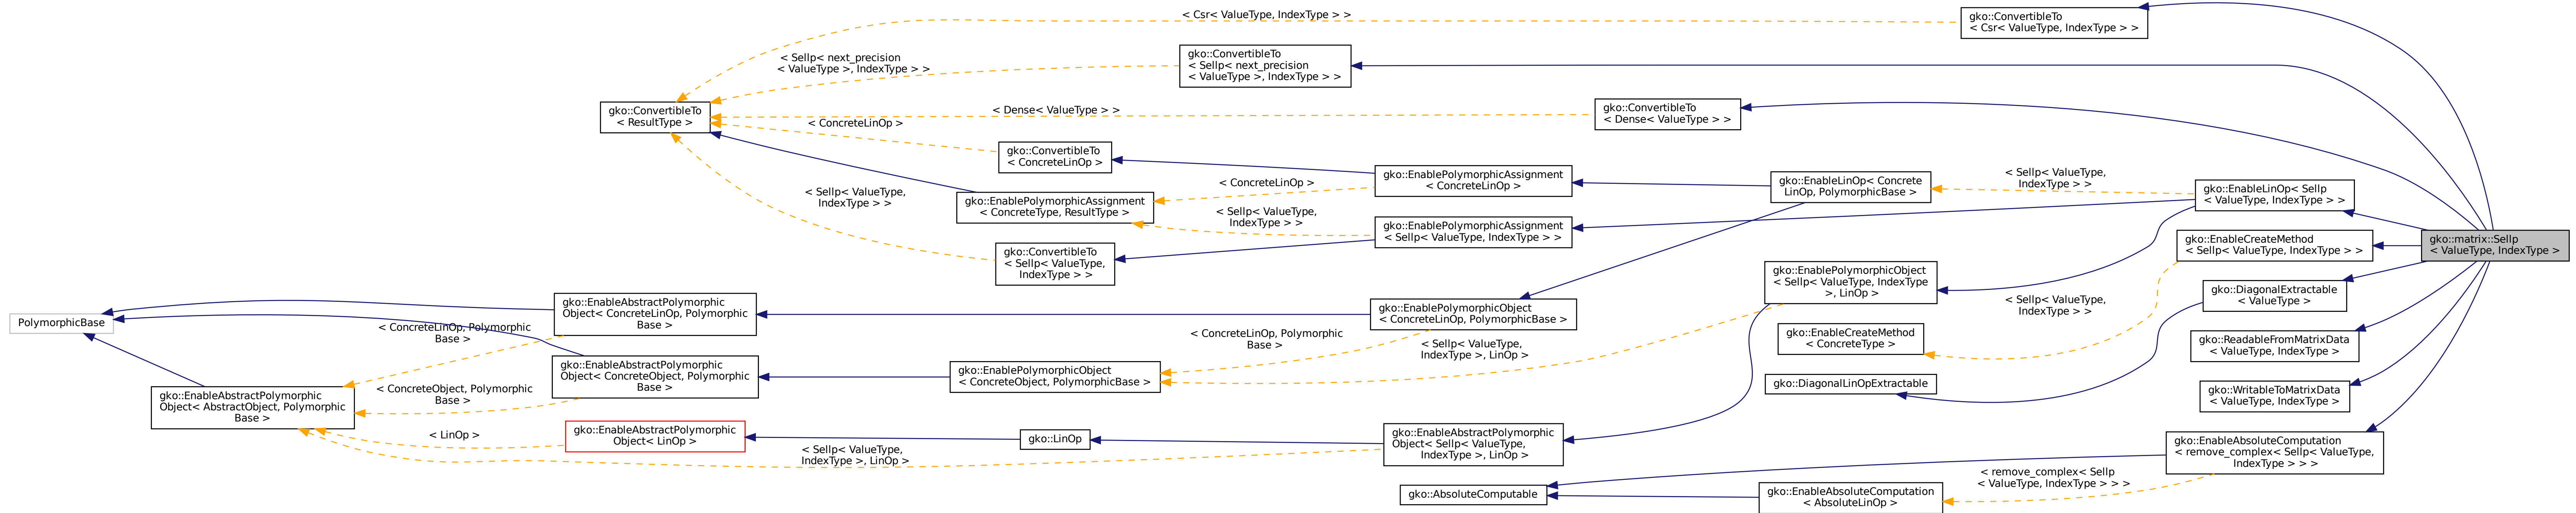 < Csr< ValueType, IndexType > >
gko::ConvertibleTo
< Csr< ValueType, IndexType > >
< Sellp< next_precision
< ValueType >, IndexType > >
gko::ConvertibleTo
< Sellp< next_precision
< ValueType >, IndexType > >
gko::ConvertibleTo
< ResultType >
< Dense< ValueType > >
gko::ConvertibleTo
< Dense< ValueType > >
< ConcreteLinOp >
gko::ConvertibleTo
< ConcreteLinOp >
gko::EnablePolymorphicAssignment
< ConcreteLinOp >
gko::EnableLinOp< Concrete
LinOp, PolymorphicBase >
< Sellp< ValueType,
IndexType > >
gko::EnableLinOp< Sellp
< ValueType, IndexType > >
< Sellp< ValueType,
IndexType > >
gko::EnablePolymorphicAssignment
< ConcreteType, ResultType >
< ConcreteLinOp >
< Sellp< ValueType,
IndexType > >
gko::EnablePolymorphicAssignment
< Sellp< ValueType, IndexType > >
gko::EnableCreateMethod
< Sellp< ValueType, IndexType > >
gko::matrix::Sellp
< ValueType, IndexType >
gko::ConvertibleTo
< Sellp< ValueType,
IndexType > >
gko::EnablePolymorphicObject
< Sellp< ValueType, IndexType
>, LinOp >
< Sellp< ValueType,
IndexType > >
gko::DiagonalExtractable
< ValueType >
PolymorphicBase
gko::EnableAbstractPolymorphic
Object< ConcreteLinOp, Polymorphic
Base >
gko::EnablePolymorphicObject
< ConcreteLinOp, PolymorphicBase >
< ConcreteLinOp, Polymorphic
Base >
< ConcreteLinOp, Polymorphic
Base >
< Sellp< ValueType,
IndexType >, LinOp >
gko::EnableCreateMethod
< ConcreteType >
gko::ReadableFromMatrixData
< ValueType, IndexType >
gko::EnableAbstractPolymorphic
Object< ConcreteObject, Polymorphic
Base >
gko::EnablePolymorphicObject
< ConcreteObject, PolymorphicBase >
gko::DiagonalLinOpExtractable
gko::WritableToMatrixData
< ValueType, IndexType >
gko::EnableAbstractPolymorphic
Object< AbstractObject, Polymorphic
Base >
< ConcreteObject, Polymorphic
Base >
< LinOp >
gko::EnableAbstractPolymorphic
Object< LinOp >
gko::LinOp
gko::EnableAbstractPolymorphic
Object< Sellp< ValueType,
IndexType >, LinOp >
< Sellp< ValueType,
IndexType >, LinOp >
gko::EnableAbsoluteComputation
< remove_complex< Sellp< ValueType,
IndexType > > >
< remove_complex< Sellp
< ValueType, IndexType > > >
gko::AbsoluteComputable
gko::EnableAbsoluteComputation
< AbsoluteLinOp >